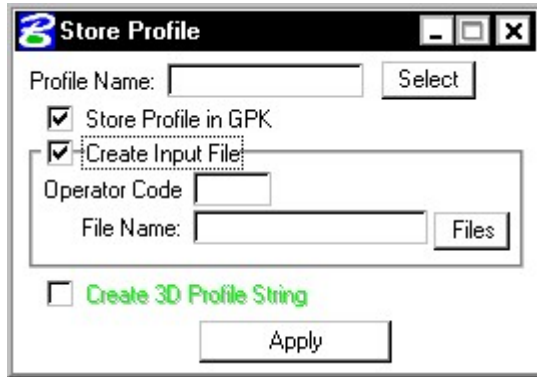 Store Profile
Profile Name: Select
Store Profile in GPK
Create Input File
Operator Code
File Name: Files
Create 3D Profile String
Apply